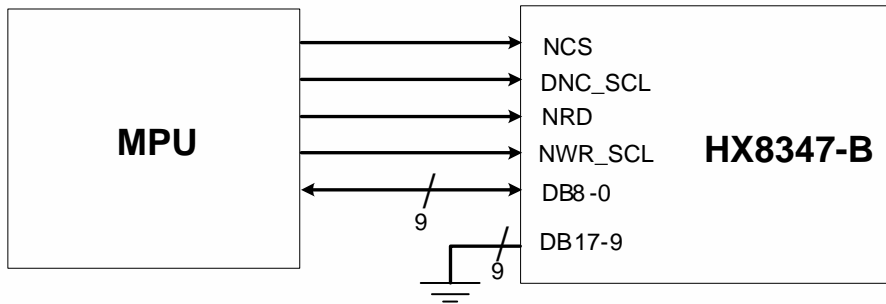 MPU
NCS
DNC_SCL
NRD
NWR_SCL
HX8347-B
DB8-0
9
DB17-9
9